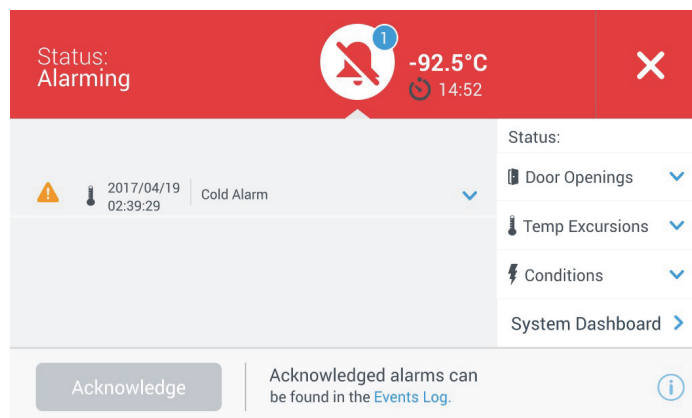 Status:
Alarming
1
-92.5°C
14:52
2017/04/19
02:39:29
Cold Alarm
Status:
Door Openings
Temp Excursions
Conditions
System Dashboard
Acknowledge
Acknowledged alarms can
be found in the Events Log.